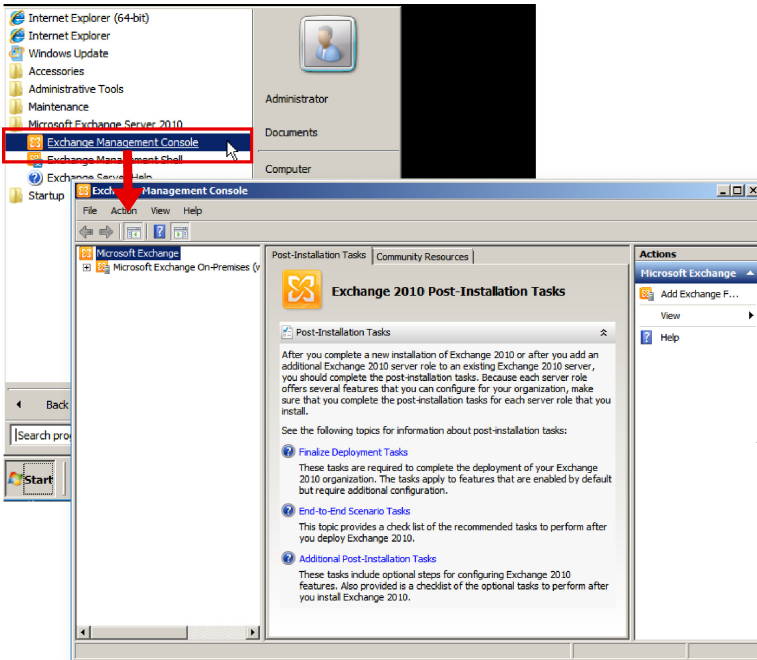 Internet Explorer (64-bit)
Internet Explorer
Windows Update
Accessories
Administrative Tools
Maintenance
Microsoft Exchange Server 2010
Exchange Management Console
Exchange Management Shell
Exchange Server Help
Startup
Back
Search pro
Start
Administrator
Documents
Computer
Management Console
File Action View Help
Microsoft Exchange
Microsoft Exchange On-Premises (v
Post-Installation Tasks
Community Resources
Exchange 2010 Post-Installation Tasks
Post-Installation Tasks
After you complete a new installation of Exchange 2010 or after you add an
additional Exchange 2010 server role to an existing Exchange 2010 server,
you should complete the post-installation tasks. Because each server role
offers several features that you can configure for your organization, make
sure that you complete the post-installation tasks for each server role that you
install.
See the following topics for information about post-installation tasks:
Finalize Deployment Tasks
These tasks are required to complete the deployment of your Exchange
2010 organization. The tasks apply to features that are enabled by default
but require additional configuration.
End-to-End Scenario Tasks
This topic provides a check list of the recommended tasks to perform after
you deploy Exchange 2010.
Additional Post-Installation Tasks
These tasks include optional steps for configuring Exchange 2010
features. Also provided is a checklist of the optional tasks to perform after
you install Exchange 2010.
Actions
Microsoft Exchange
Add Exchange F...
View
Help